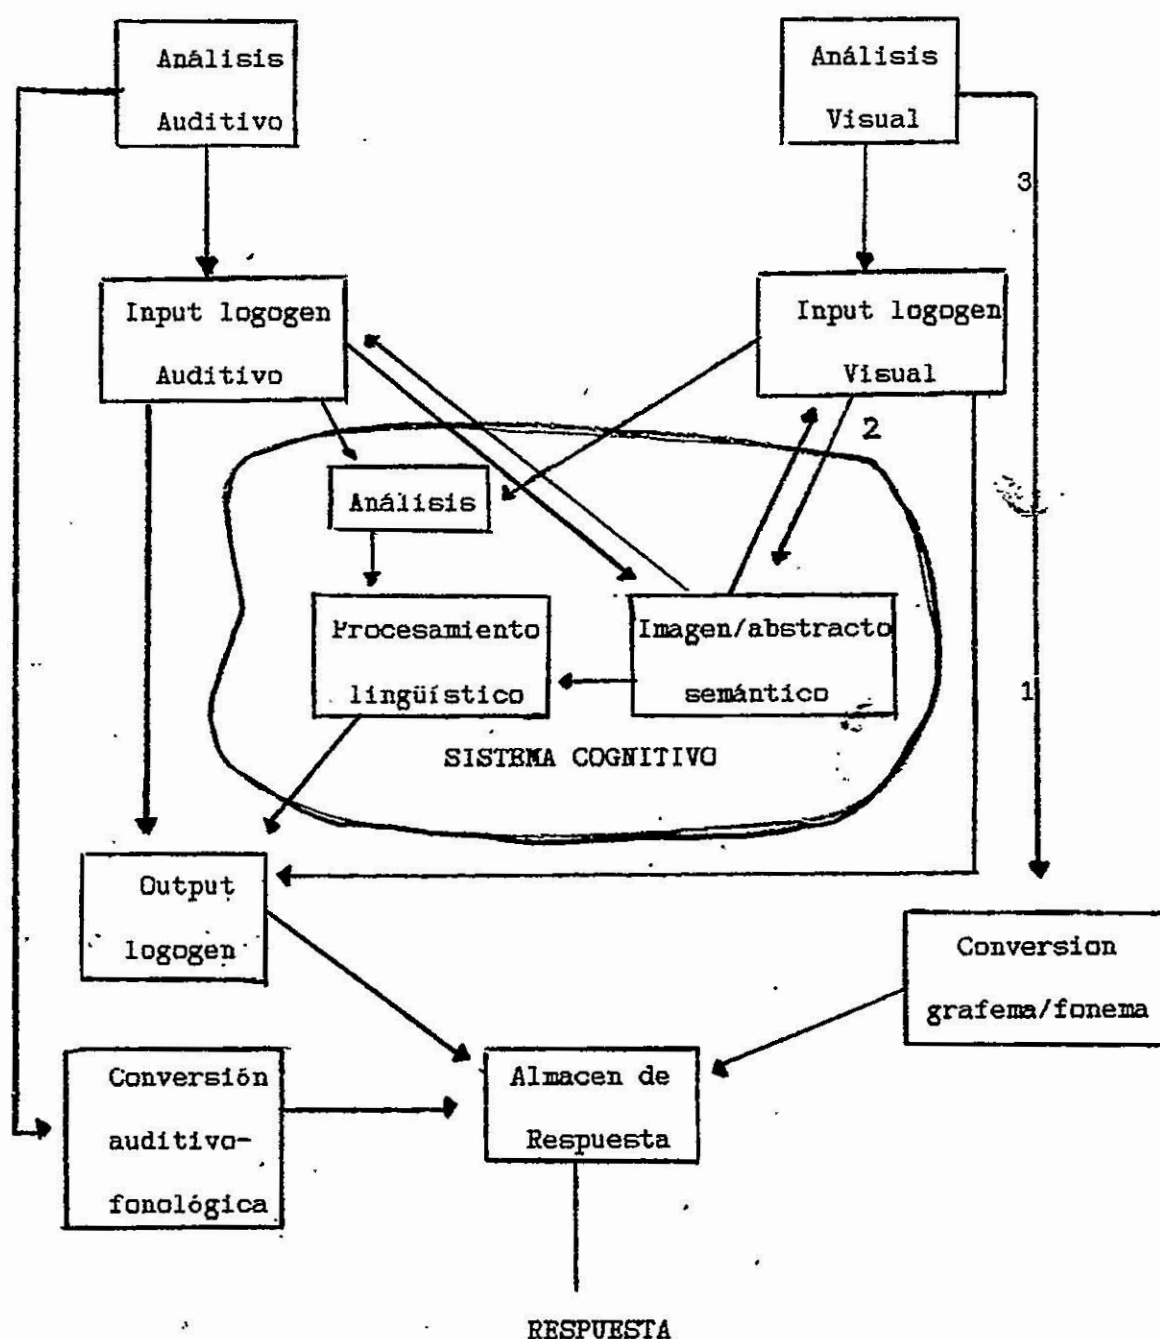 Análisis
Auditivo
Análisis
Visual
3
Input logogen
Auditivo
Input logogen
Visual
2
Análisis
Procesamiento
lingüístico
Imagen/abstracto
semántico
1
SISTEMA COGNITIVO
Output
logogen
Conversion
grafema/fonema
Conversión
auditivo-
fonológica
Almacen de
Respuesta
RESPUESTA